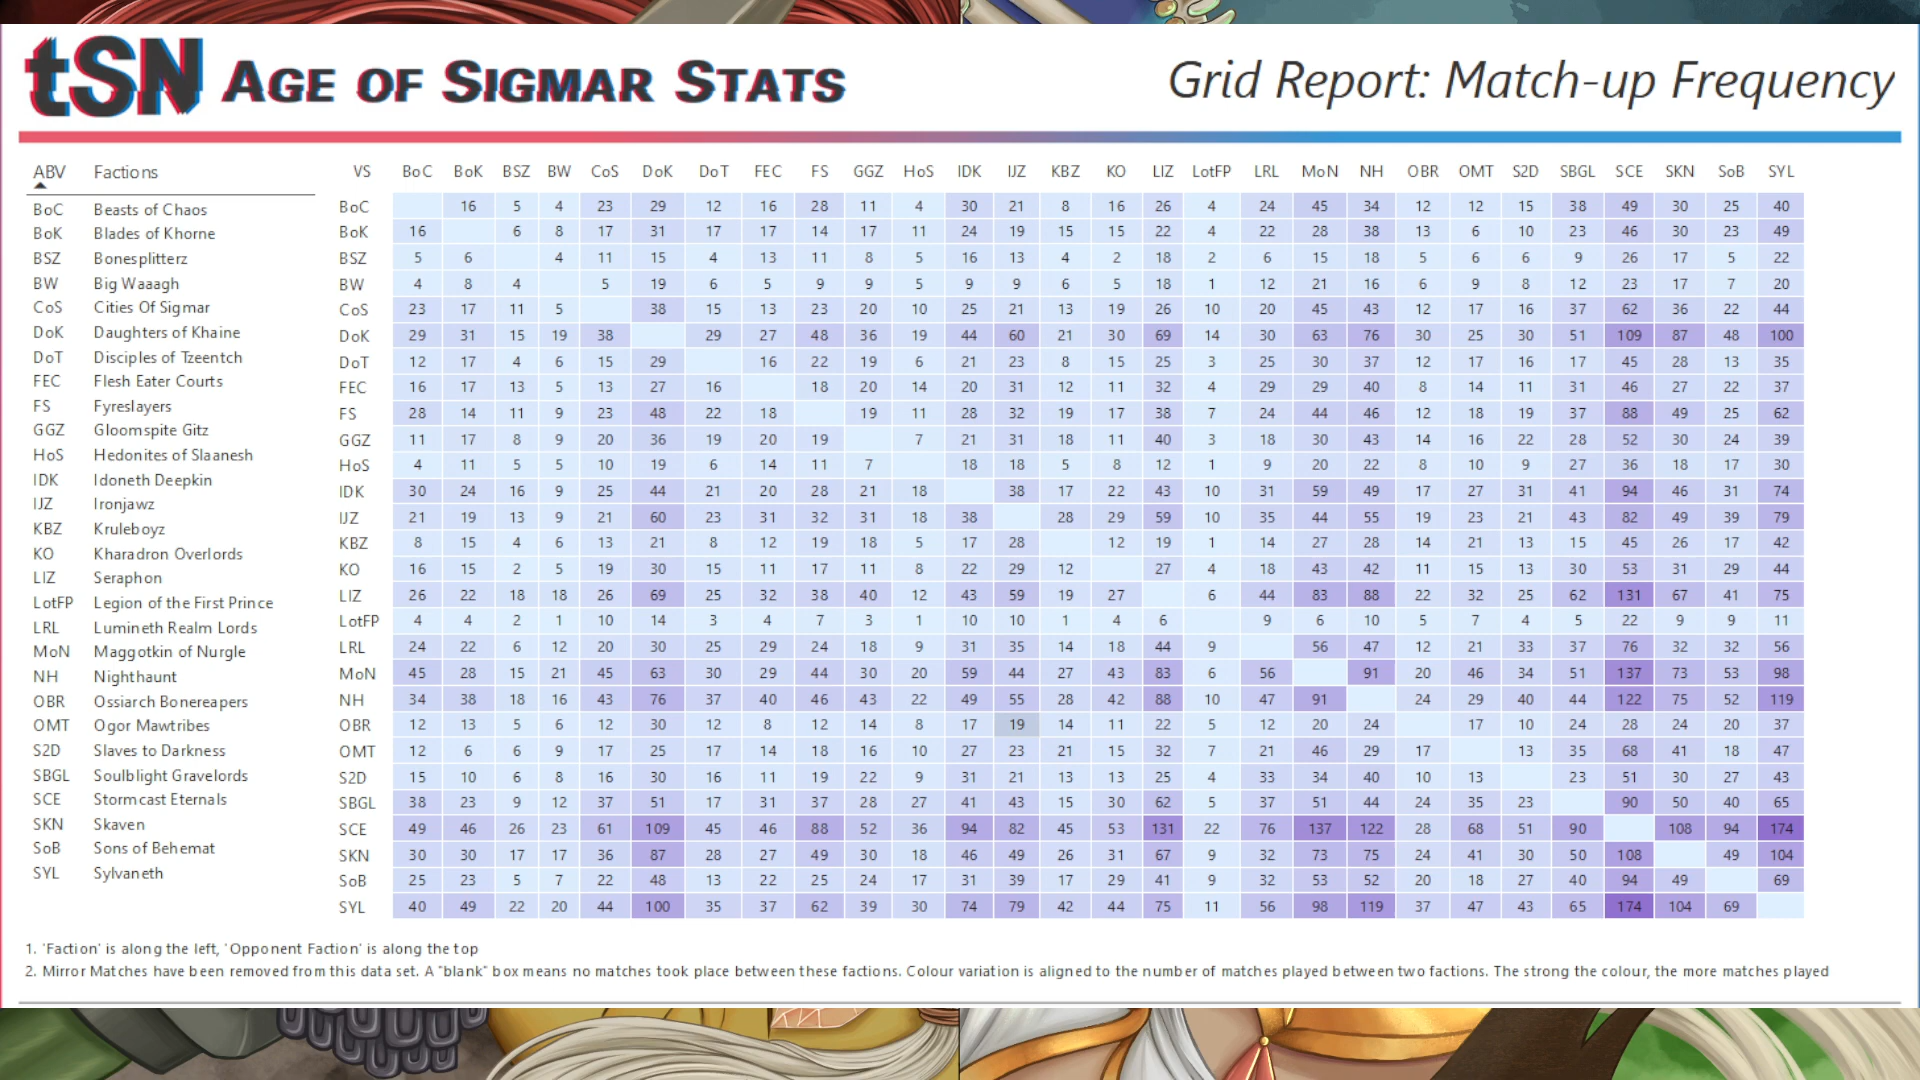 tSN AGE OF SIGMAR STATS
Grid Report: Match-up Frequency
ABV Factions
BoC Beasts of Chaos
BoK Blades of Khorne
BSZ Bonesplitterz
BW Big Waaagh
CoS Cities Of Sigmar
DoK Daughters of Khaine
DoT Disciples of Tzeentch
FEC Flesh Eater Courts
FS Fyreslayers
GGZ Gloomspite Gitz
HoS Hedonites of Slaanesh
IDK Idoneth Deepkin
IJZ Ironjawz
KBZ Kruleboyz
KO Kharadron Overlords
LIZ Seraphon
LotFP Legion of the First Prince
LRL Lumineth Realm Lords
MoN Maggotkin of Nurgle
NH Nighthaunt
OBR Ossiarch Bonereapers
OMT Ogor Mawtribes
S2D Slaves to Darkness
SBGL Soulblight Gravelords
SCE Stormcast Eternals
SKN Skaven
SoB Sons of Behemat
SYL Sylvaneth
VS BoC BoK BSZ BW CoS DoK DoT FEC FS GGZ HoS IDK IJZ KBZ KO LIZ LotFP LRL MoN NH OBR OMT S2D SBGL SCE SKN SoB SYL
BoC 16 5 4 23 29 12 16 28 11 4 30 21 8 16 26 4 24 45 34 12 12 15 38 49 30 25 40
BoK 16 6 8 17 31 17 17 14 17 11 24 19 15 15 22 4 22 28 38 13 6 10 23 46 30 23 49
BSZ 5 6 4 11 15 4 13 11 8 5 16 13 4 2 18 2 6 15 18 5 6 6 9 26 17 5 22
BW 4 8 4 5 19 6 5 9 9 5 9 9 6 5 18 1 12 21 16 6 9 8 12 23 17 7 20
CoS 23 17 11 5 38 15 13 23 20 10 25 21 13 19 26 10 20 45 43 12 17 16 37 62 36 22 44
DoK 29 31 15 19 38 29 27 48 36 19 44 60 21 30 69 14 30 63 76 30 25 30 51 109 87 48 100
DoT 12 17 4 6 15 29 16 22 19 6 21 23 8 15 25 3 25 30 37 12 17 16 17 45 28 13 35
FEC 16 17 13 5 13 27 16 18 20 14 20 31 12 11 32 4 29 29 40 8 14 11 31 46 27 22 37
FS 28 14 11 9 23 48 22 18 19 11 28 32 19 17 38 7 24 44 46 12 18 19 37 88 49 25 62
GGZ 11 17 8 9 20 36 19 20 19 7 21 31 18 11 40 3 18 30 43 14 16 22 28 52 30 24 39
HoS 4 11 5 5 10 19 6 14 11 7 18 18 5 8 12 1 9 20 22 8 10 9 27 36 18 17 30
IDK 30 24 16 9 25 44 21 20 28 21 18 38 17 22 43 10 31 59 49 17 27 31 41 94 46 31 74
IJZ 21 19 13 9 21 60 23 31 32 31 18 38 28 29 59 10 35 44 55 19 23 21 43 82 49 39 79
KBZ 8 15 4 6 13 21 8 12 19 18 5 17 28 12 19 1 14 27 28 14 21 13 15 45 26 17 42
KO 16 15 2 5 19 30 15 11 17 11 8 22 29 12 27 4 18 43 42 11 15 13 30 53 31 29 44
LIZ 26 22 18 18 26 69 25 32 38 40 12 43 59 19 27 6 44 83 88 22 32 25 62 131 67 41 75
LotFP 4 4 2 1 10 14 3 4 7 3 1 10 10 1 4 6 9 6 10 5 7 4 5 22 9 9 11
LRL 24 22 6 12 20 30 25 29 24 18 9 31 35 14 18 44 9 56 47 12 21 33 37 76 32 32 56
MoN 45 28 15 21 45 63 30 29 44 30 20 59 44 27 43 83 6 56 91 20 46 34 51 137 73 53 98
NH 34 38 18 16 43 76 37 40 46 43 22 49 55 28 42 88 10 47 91 24 29 40 44 122 75 52 119
OBR 12 13 5 6 12 30 12 8 12 14 8 17 19 14 11 22 5 12 20 24 17 10 24 28 24 20 37
OMT 12 6 6 9 17 25 17 14 18 16 10 27 23 21 15 32 7 21 46 29 17 13 35 68 41 18 47
S2D 15 10 6 8 16 30 16 11 19 22 9 31 21 13 13 25 4 33 34 40 10 13 23 51 30 27 43
SBGL 38 23 9 12 37 51 17 31 37 28 27 41 43 15 30 62 5 37 51 44 24 35 23 90 50 40 65
SCE 49 46 26 23 61 109 45 46 88 52 36 94 82 45 53 131 22 76 137 122 28 68 51 90 108 94 174
SKN 30 30 17 17 36 87 28 27 49 30 18 46 49 26 31 67 9 32 73 75 24 41 30 50 108 49 104
SoB 25 23 5 7 22 48 13 22 25 24 17 31 39 17 29 41 9 32 53 52 20 18 27 40 94 49 69
SYL 40 49 22 20 44 100 35 37 62 39 30 74 79 42 44 75 11 56 98 119 37 47 43 65 174 104 69
1. 'Faction' is along the left, 'Opponent Faction' is along the top
2. Mirror Matches have been removed from this data set. A "blank" box means no matches took place between these factions. Colour variation is aligned to the number of matches played between two factions. The strong the colour, the more matches played